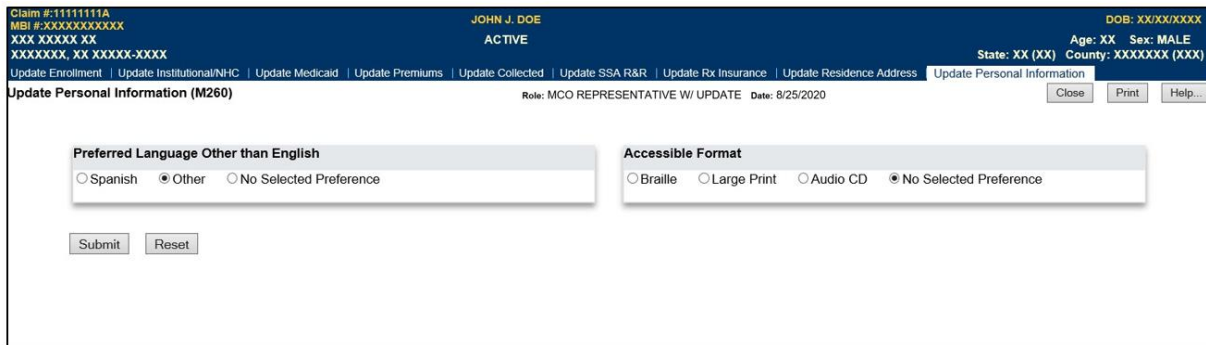 Claim #:11111111A
MBI #:XXXXXXXXXXX JOHN J. DOE DOB: XX/XX/XXXX
XXX XXXXX XX ACTIVE Age: XX Sex: MALE
XXXXXXX, XX XXXXX-XXXX State: XX (XX) County: XXXXXXX (XXX)
Update Enrollment | Update Institutional/NHC | Update Medicaid | Update Premiums | Update Collected | Update SSA R&R | Update Rx Insurance | Update Residence Address | Update Personal Information
Update Personal Information (M260) Role: MCO REPRESENTATIVE W/ UPDATE Date: 8/25/2020 Close Print Help...
Preferred Language Other than English Accessible Format
Spanish Other No Selected Preference Braille Large Print Audio CD No Selected Preference
Submit Reset